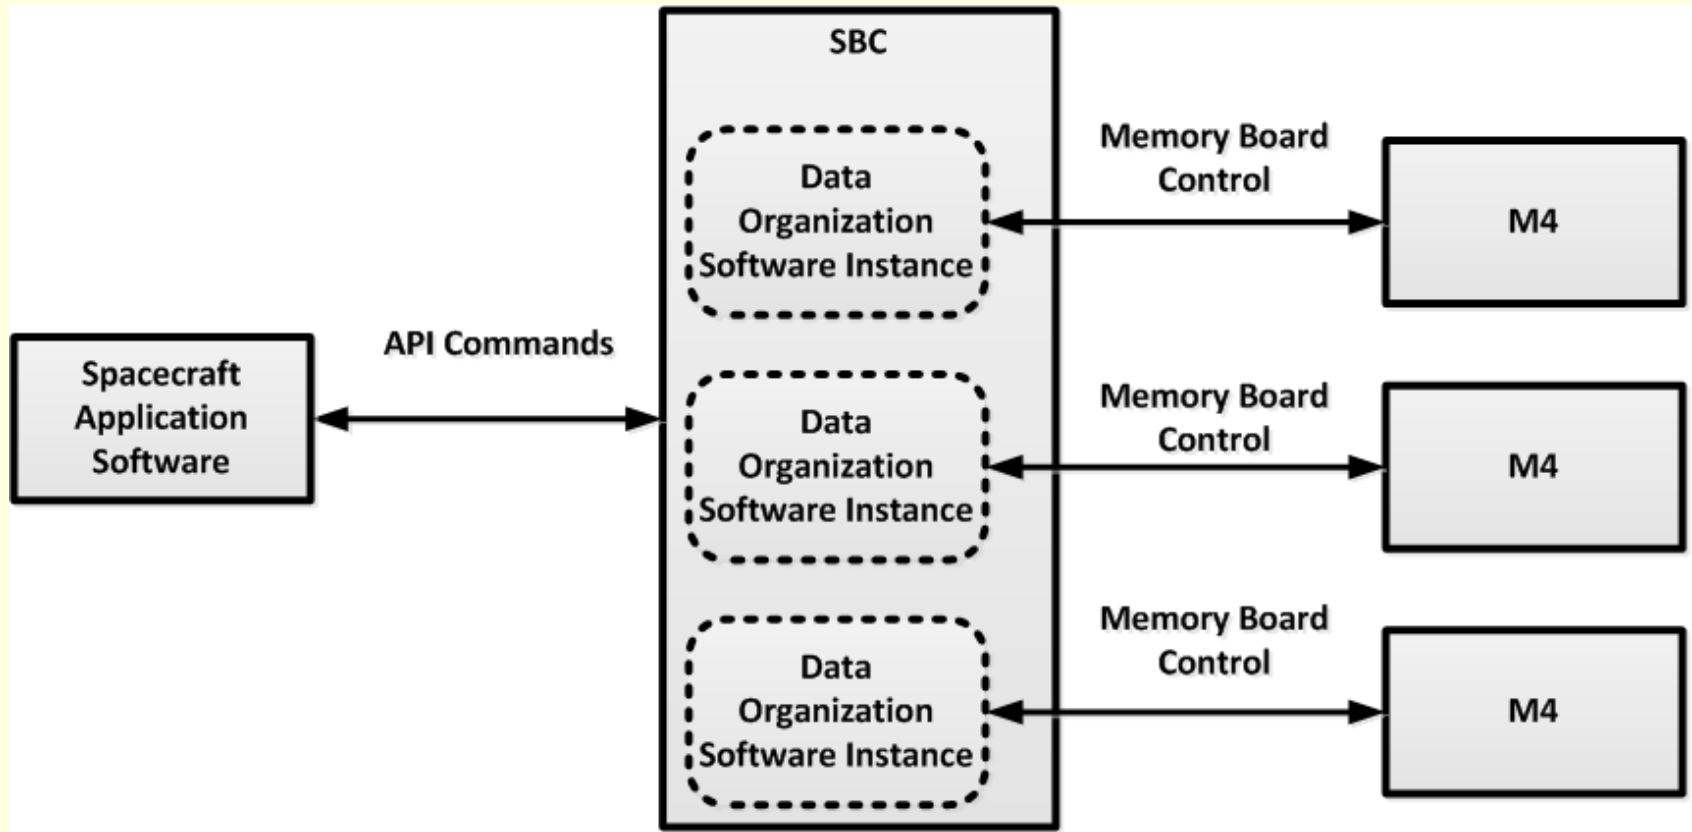 SBC
Data
Organization
Software Instance
Memory Board
Control
M4
Spacecraft
Application
Software
API Commands
Data
Organization
Software Instance
Memory Board
Control
M4
Data
Organization
Software Instance
Memory Board
Control
M4